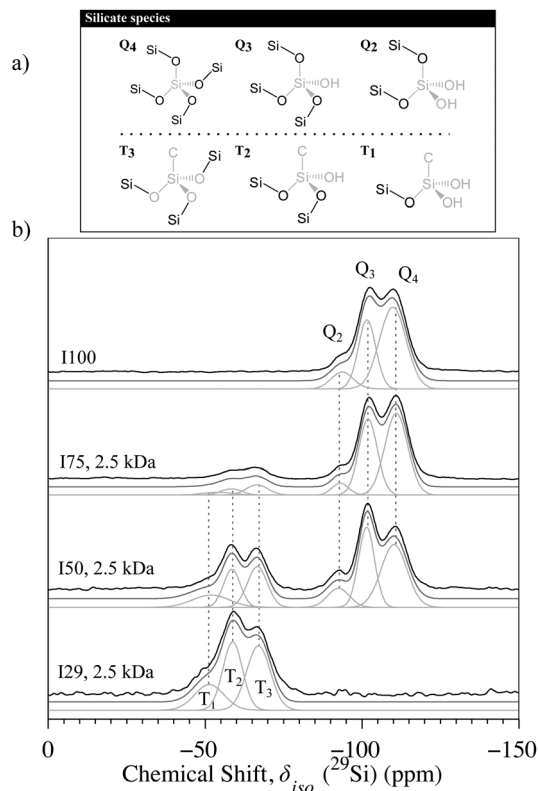 Silicate species
a)
Q4 Q3 Q2
Si Si Si
O O O
Si O Si Si OH Si OH
O Si O Si O Si OH
O O
Si Si
T3 T2 T1
C Si C C
Si O Si OH Si OH
Si O O Si O O Si O OH
Si Si
b)
Q3 Q4
Q2
I100
I75, 2.5 kDa
I50, 2.5 kDa
I29, 2.5 kDa
T1 T2 T3
0 −50 −100 −150
Chemical Shift, δiso (29Si) (ppm)